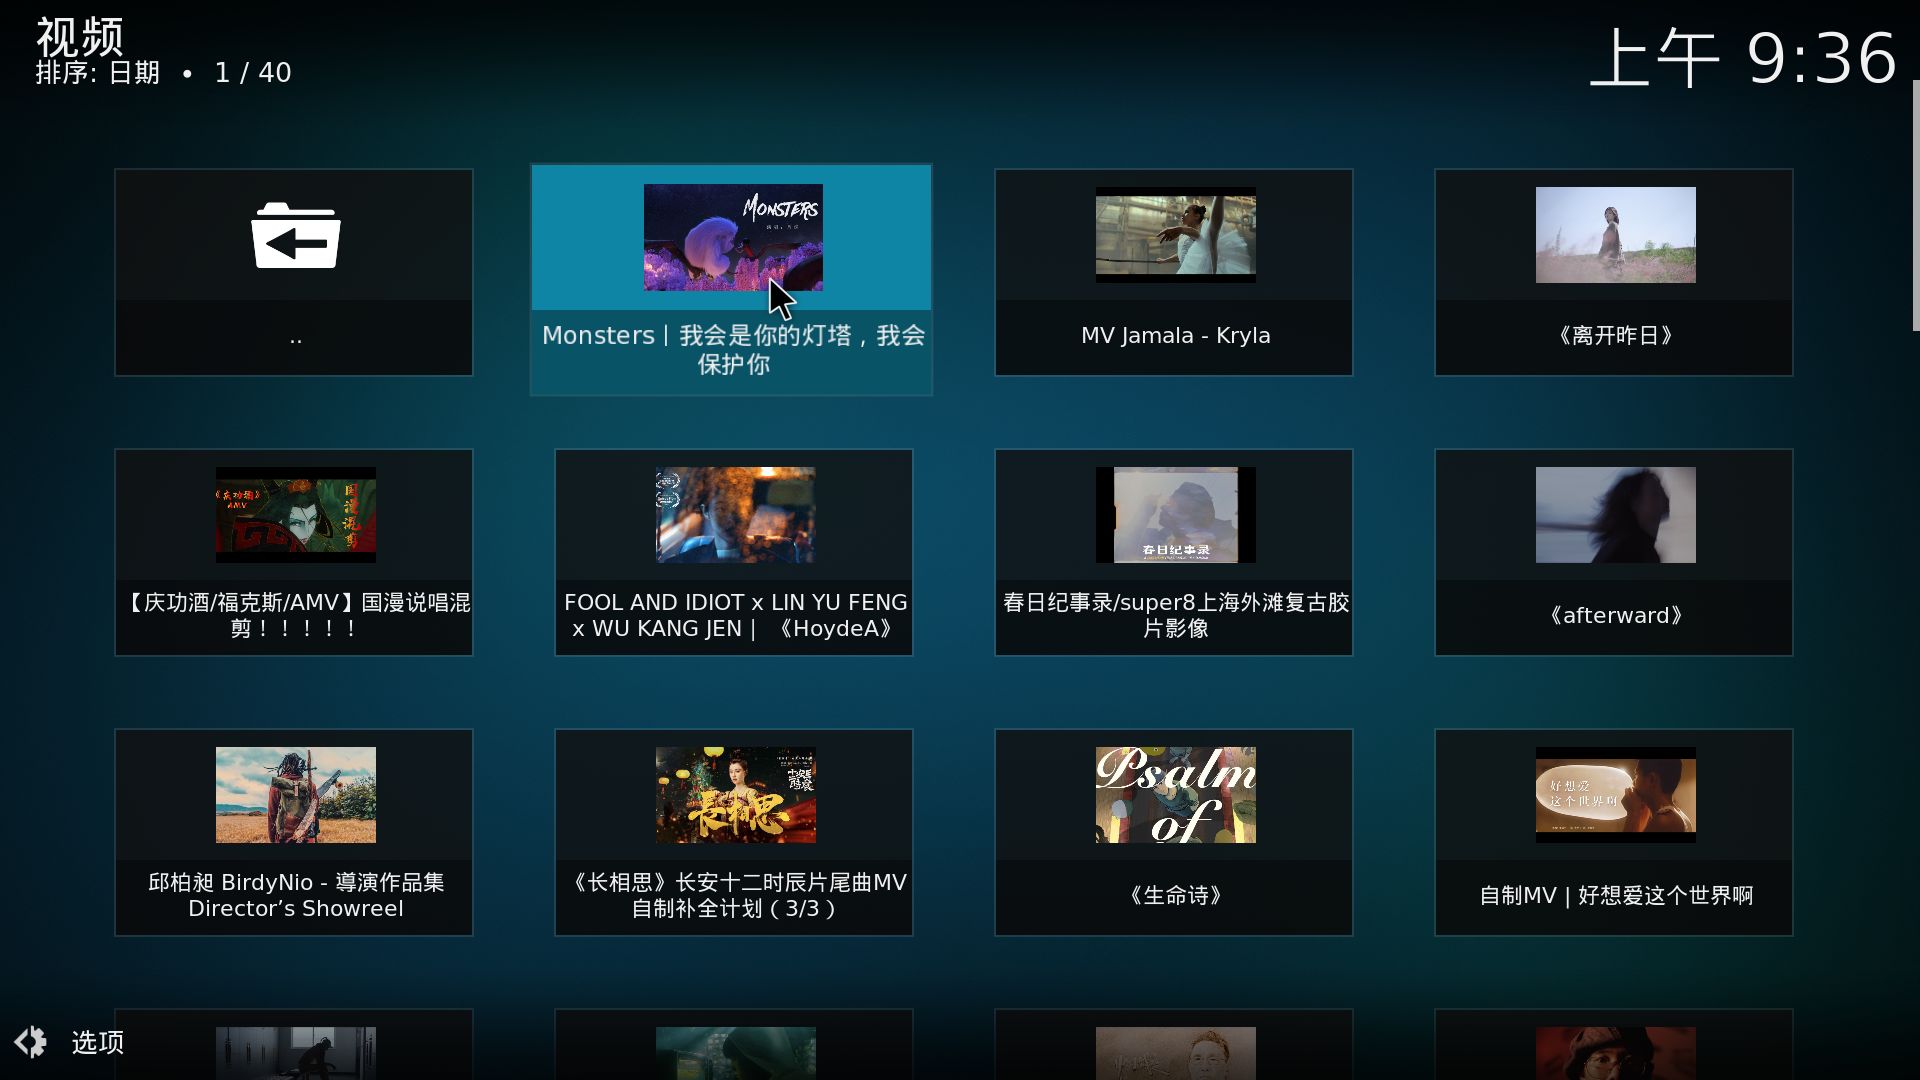 视频
排序: 日期 • 1 / 40
上午 9:36
..
MONSTERS
Monsters丨我会是你的灯塔，我会
保护你
MV Jamala - Kryla
《离开昨日》
《庆功酒》
AMV
国漫混剪
【庆功酒/福克斯/AMV】国漫说唱混
剪！！！！！
FOOL AND IDIOT x LIN YU FENG
x WU KANG JEN｜ 《HoydeA》
春日纪事录
春日纪事录/super8上海外滩复古胶
片影像
《afterward》
邱柏昶 BirdyNio - 導演作品集
Director’s Showreel
長相思
《长相思》长安十二时辰片尾曲MV
自制补全计划（3/3）
Psalm
of
《生命诗》
好想爱
这个世界啊
自制MV | 好想爱这个世界啊
选项